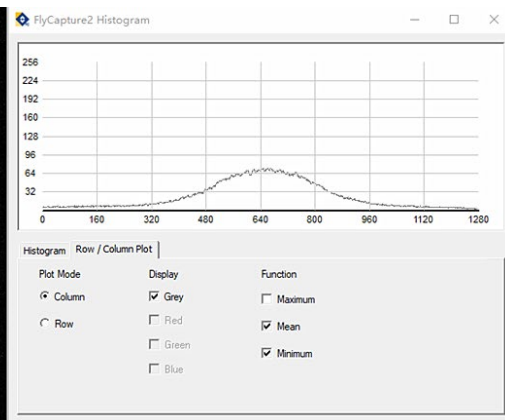 FlyCapture2 Histogram
256
224
192
160
128
96
64
32
0 160 320 480 640 800 960 1120 1280
Histogram Row / Column Plot
Plot Mode Display Function
Column Grey Maximum
Row Red Mean
Green Minimum
Blue